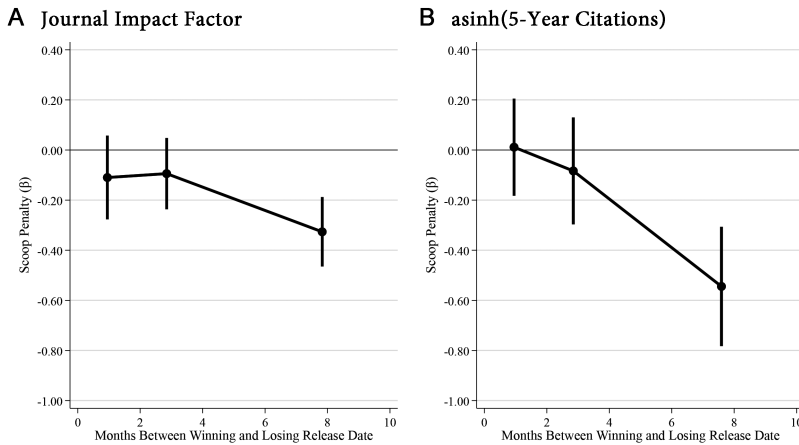 A Journal Impact Factor
0.40
0.20
0.00
-0.20
-0.40
-0.60
-0.80
-1.00
Scoop Penalty (β)
0 2 4 6 8 10
Months Between Winning and Losing Release Date
B asinh(5-Year Citations)
0.40
0.20
0.00
-0.20
-0.40
-0.60
-0.80
-1.00
Scoop Penalty (β)
0 2 4 6 8 10
Months Between Winning and Losing Release Date